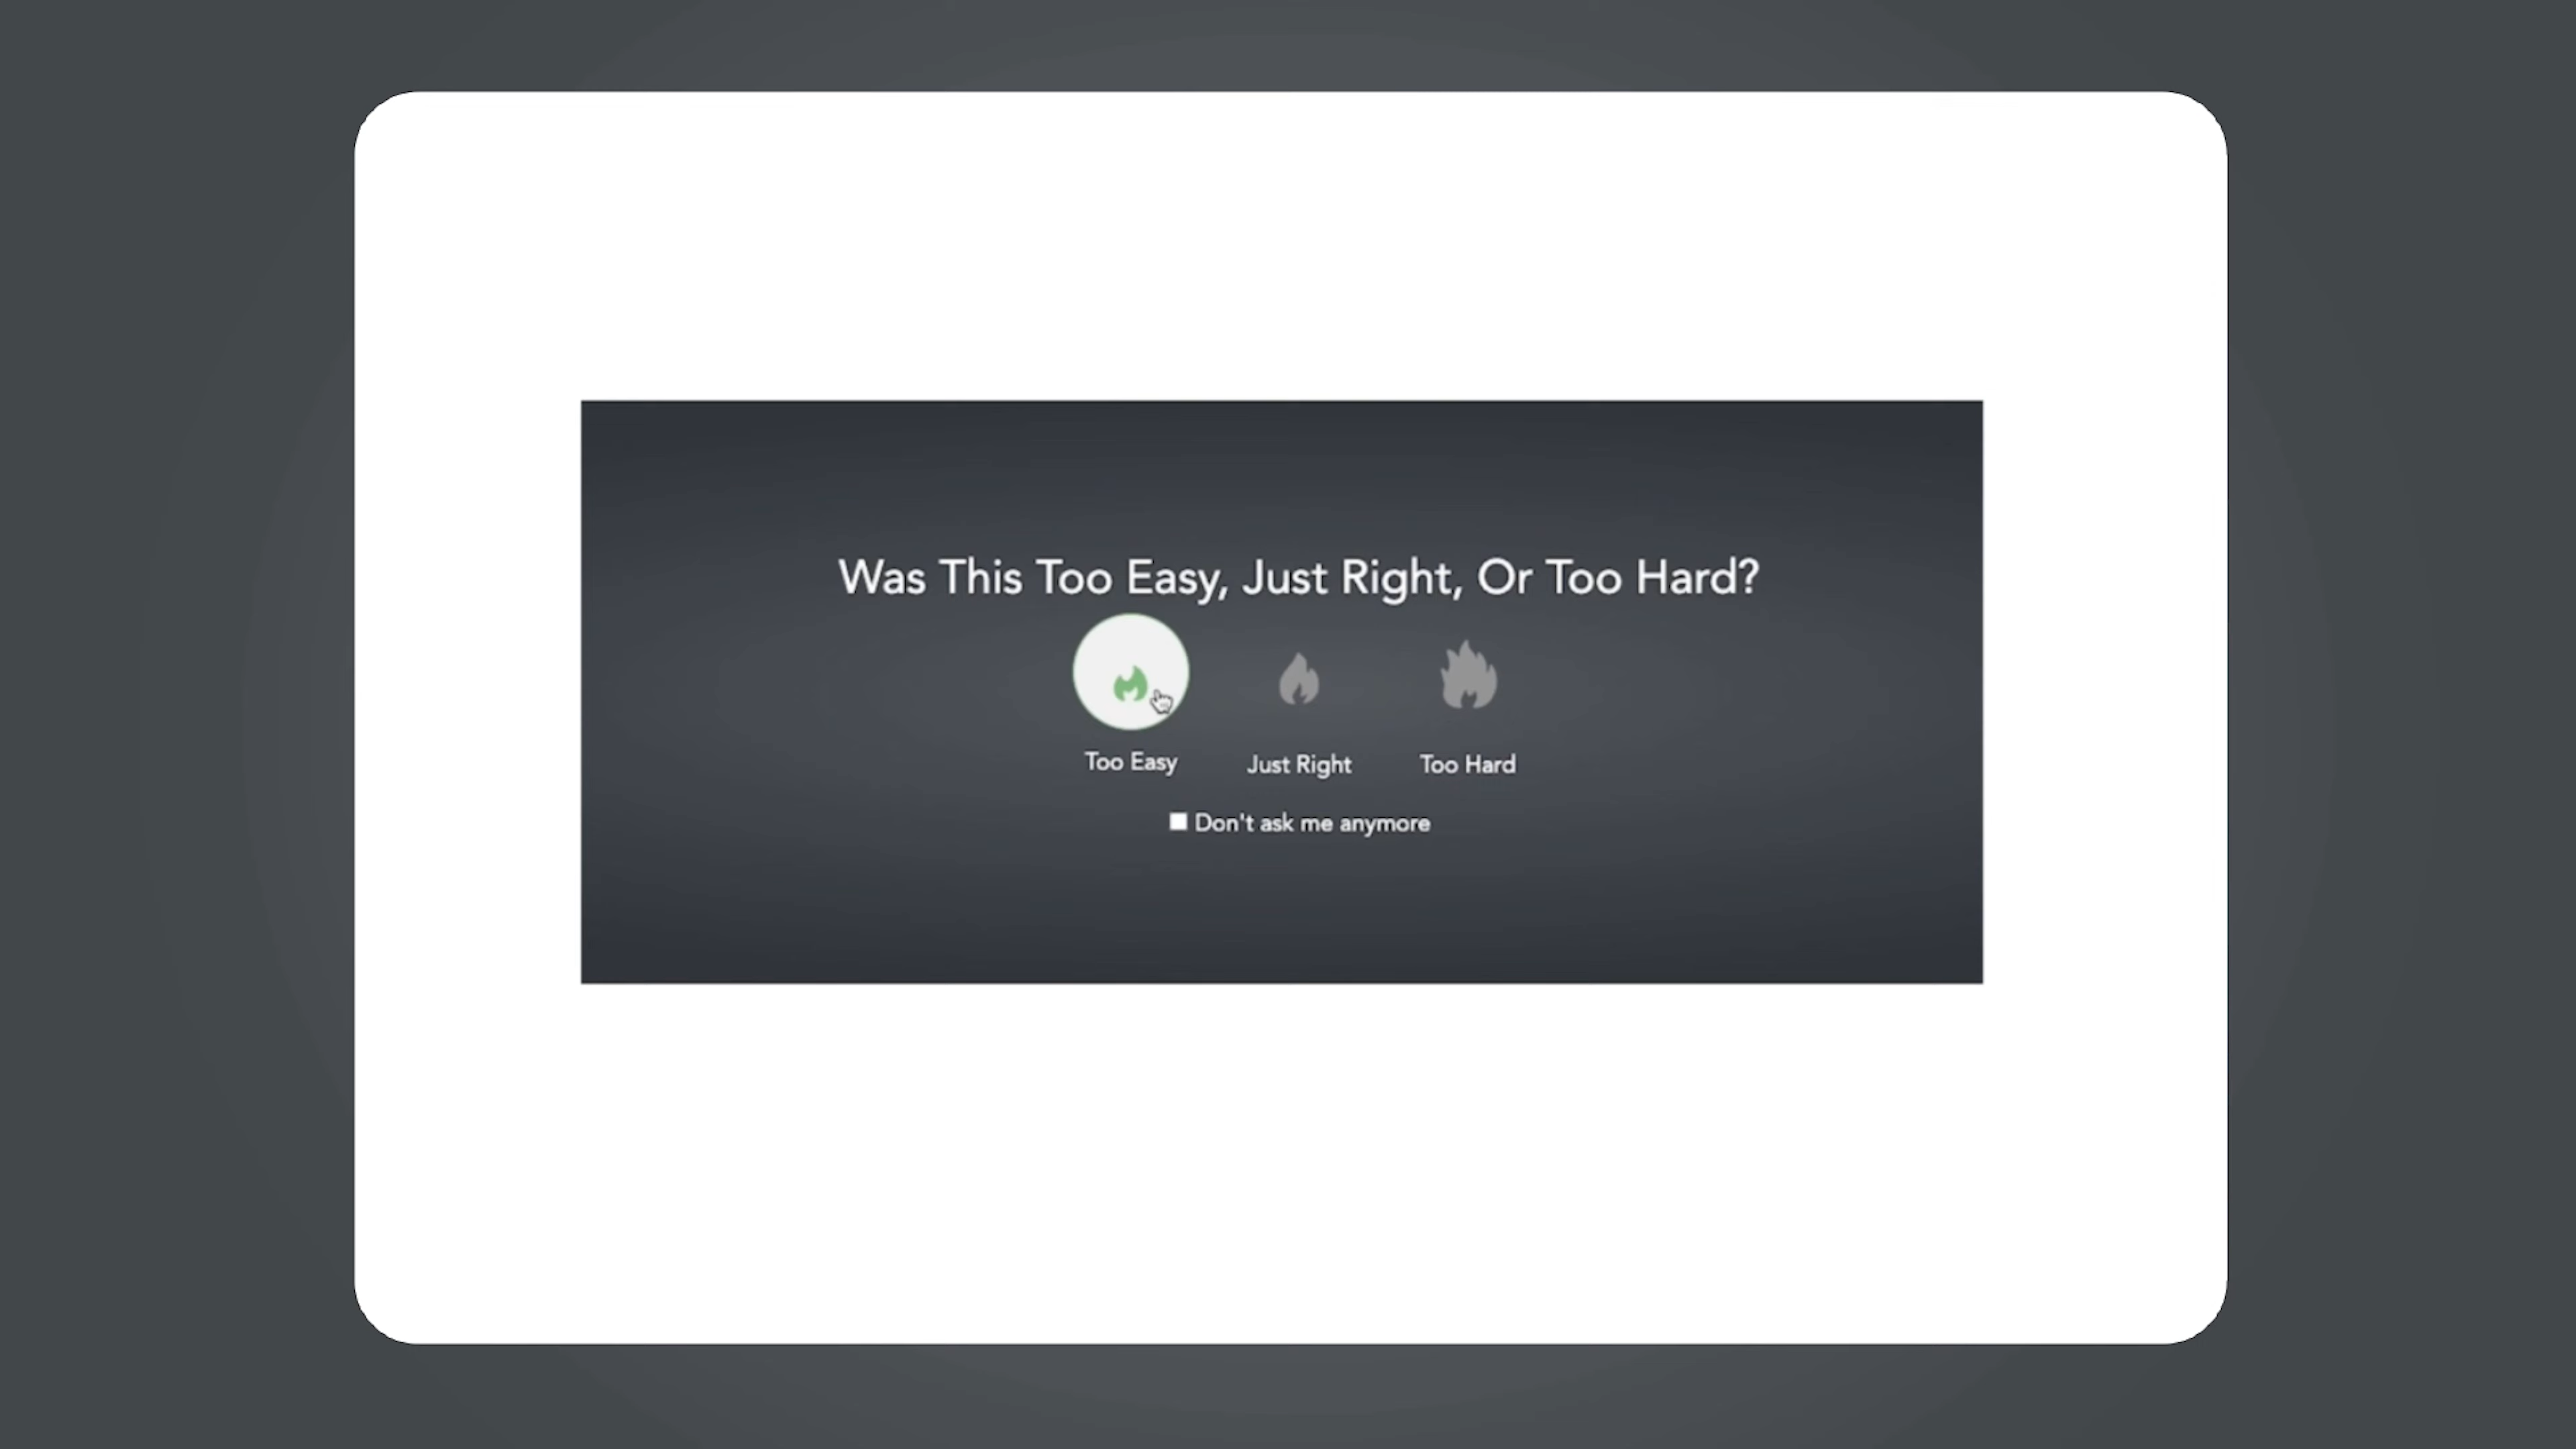 Was This Too Easy, Just Right, Or Too Hard?
Too Easy
Just Right
Too Hard
Don't ask me anymore